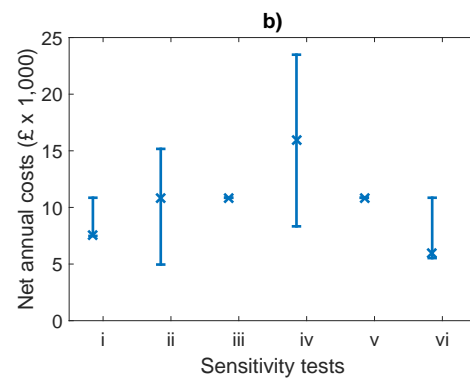 b)
Net annual costs (£ x 1,000)
25
20
15
10
5
0
i ii iii iv v vi
Sensitivity tests